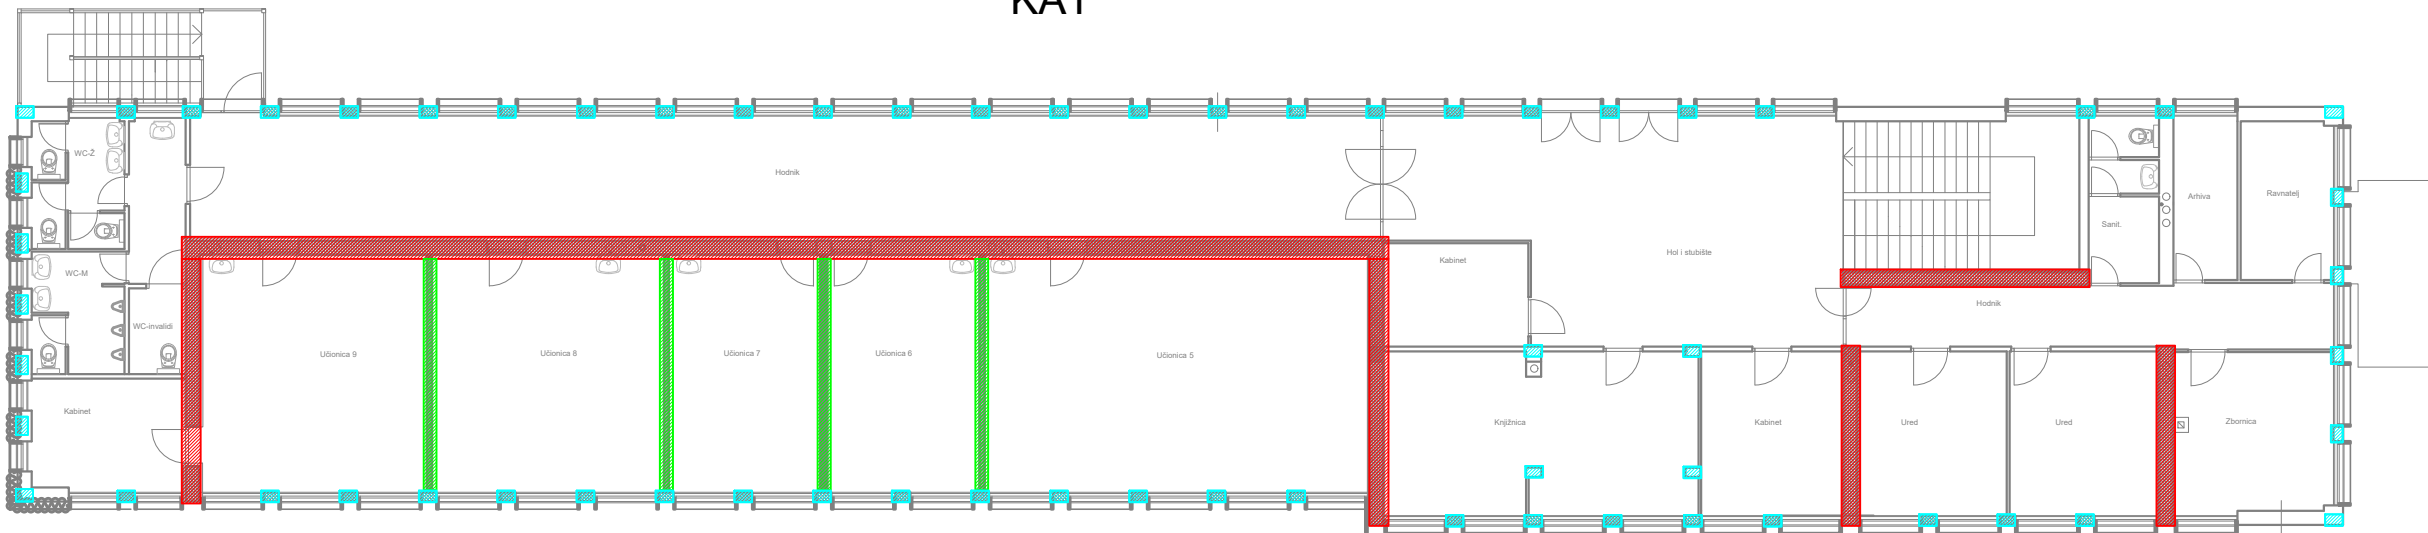 KAT
WC-Ž
Hodnik
Arhiva
Ravnatelj
Sanit.
Hol i stubište
Kabinet
WC-M
Hodnik
WC-invalidi
Učionica 9
Učionica 8
Učionica 7
Učionica 6
Učionica 5
Kabinet
Knjižnica
Kabinet
Ured
Ured
Zbornica